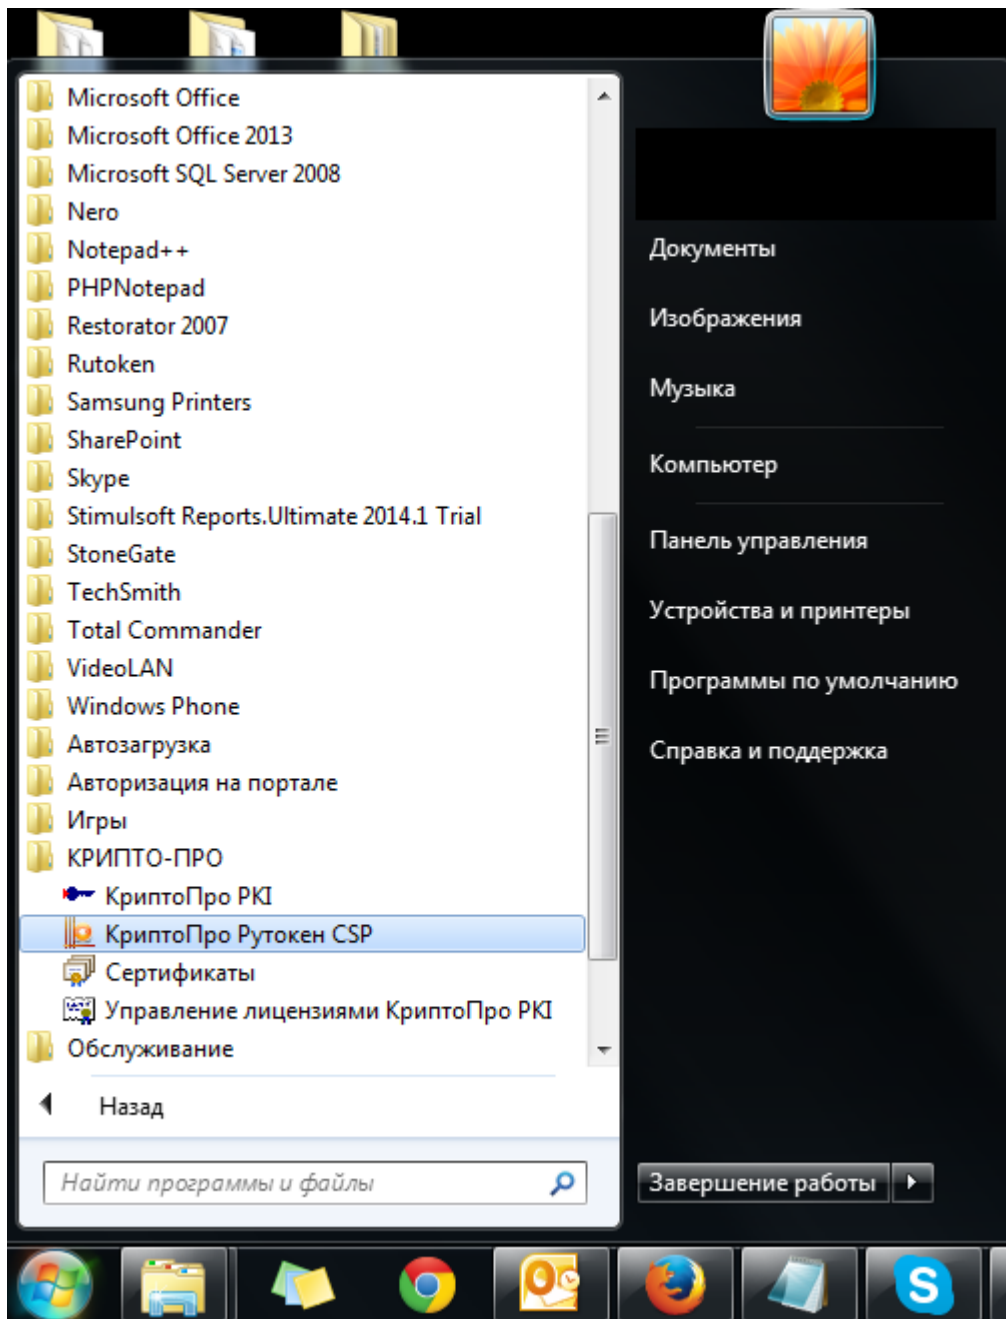 Microsoft Office
Microsoft Office 2013
Microsoft SQL Server 2008
Nero
Notepad++
PHPNotepad
Restorator 2007
Rutoken
Samsung Printers
SharePoint
Skype
Stimulsoft Reports.Ultimate 2014.1 Trial
StoneGate
TechSmith
Total Commander
VideoLAN
Windows Phone
Автозагрузка
Авторизация на портале
Игры
КРИПТО-ПРО
КриптоПро PKI
КриптоПро Рутокен CSP
Сертификаты
Управление лицензиями КриптоПро PKI
Обслуживание
Назад
Найти программы и файлы
Документы
Изображения
Музыка
Компьютер
Панель управления
Устройства и принтеры
Программы по умолчанию
Справка и поддержка
Завершение работы